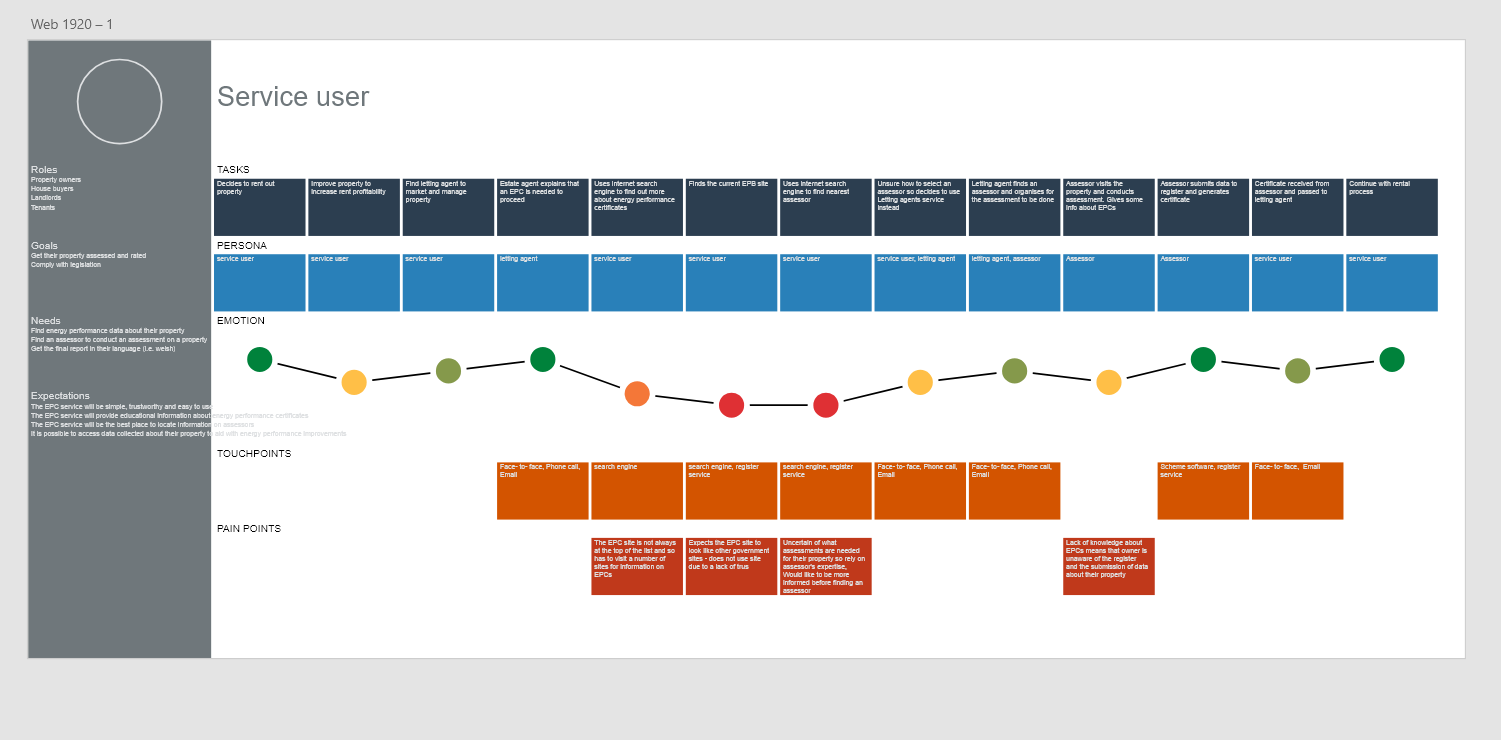 Web 1920 – 1
Service user
Roles
Property owners
House buyers
Landlords
Tenants
Goals
Get their property assessed and rated
Comply with legislation
Needs
Find energy performance data about their property
Find an assessor to conduct an assessment on a property
Get the final report in their language (i.e. welsh)
Expectations
The EPC service will be simple, trustworthy and easy to use
The EPC service will provide educational information about energy performance certificates
The EPC service will be the best place to locate information on assessors
It is possible to access data collected about their property to aid with energy performance improvements
TASKS
Decides to rent out
property
Improve property to
increase rent profitability
Find letting agent to
market and manage
property
Estate agent explains that
an EPC is needed to
proceed
Uses internet search
engine to find out more
about energy performance
certificates
Finds the current EPB site
Uses internet search
engine to find nearest
assessor
Unsure how to select an
assessor so decides to use
Letting agents service
instead
Letting agent finds an
assessor and organises for
the assessment to be done
Assessor visits the
property and conducts
assessment. Gives some
info about EPCs
Assessor submits data to
register and generates
certificate
Certificate received from
assessor and passed to
letting agent
Continue with rental
process
PERSONA
service user
service user
service user
letting agent
service user
service user
service user
service user, letting agent
letting agent, assessor
Assessor
Assessor
service user
service user
EMOTION
TOUCHPOINTS
Face- to- face, Phone call,
Email
search engine
search engine, register
service
search engine, register
service
Face- to- face, Phone call,
Email
Face- to- face, Phone call,
Email
Scheme software, register
service
Face- to- face, Email
PAIN POINTS
The EPC site is not always
at the top of the list and so
has to visit a number of
sites for information on
EPCs
Expects the EPC site to
look like other government
sites - does not use site
due to a lack of trus
Uncertain of what
assessments are needed
for their property so rely on
assessor's expertise,
Would like to be more
informed before finding an
assessor
Lack of knowledge about
EPCs means that owner is
unaware of the register
and the submission of data
about their property